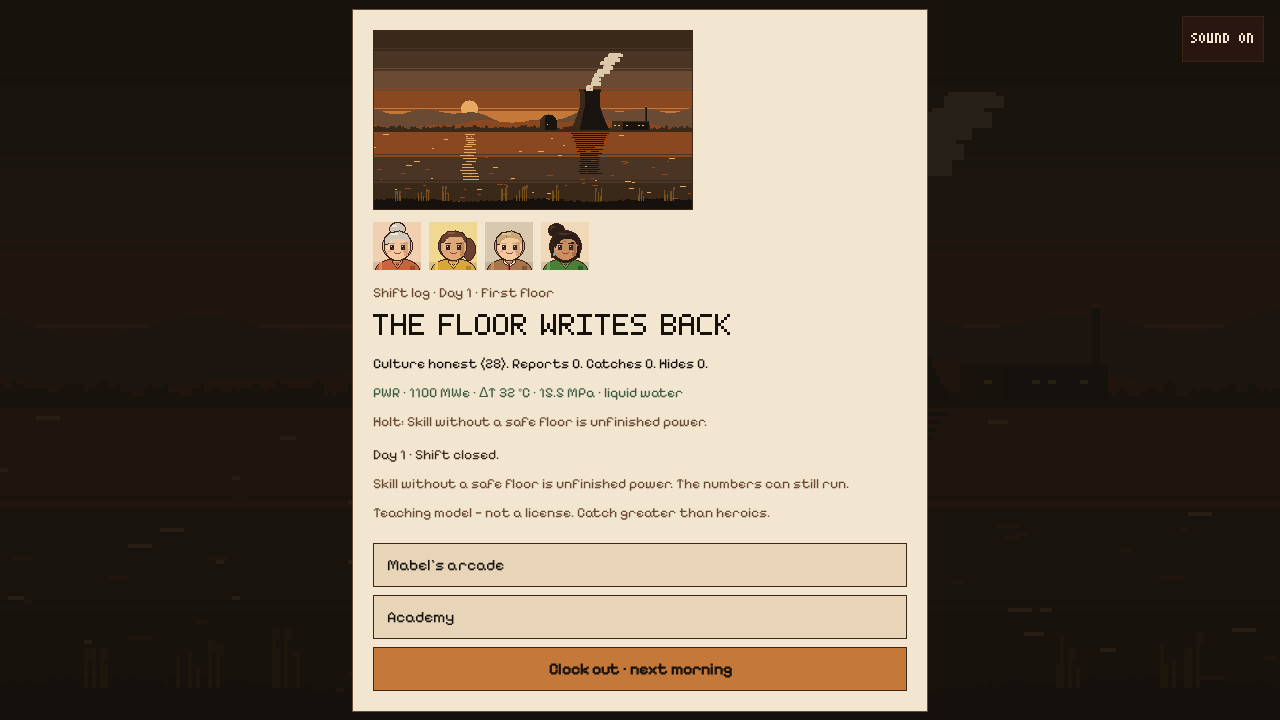 SOUND ON
Shift log · Day 1 · First floor
THE FLOOR WRITES BACK
Culture honest (28). Reports 0. Catches 0. Hides 0.
PWR · 1100 MWe · ΔT 32 °C · 15.5 MPa · liquid water
Holt: Skill without a safe floor is unfinished power.
Day 1 · Shift closed.
Skill without a safe floor is unfinished power. The numbers can still run.
Teaching model – not a license. Catch greater than heroics.
Mabel's arcade
Academy
Clock out · next morning